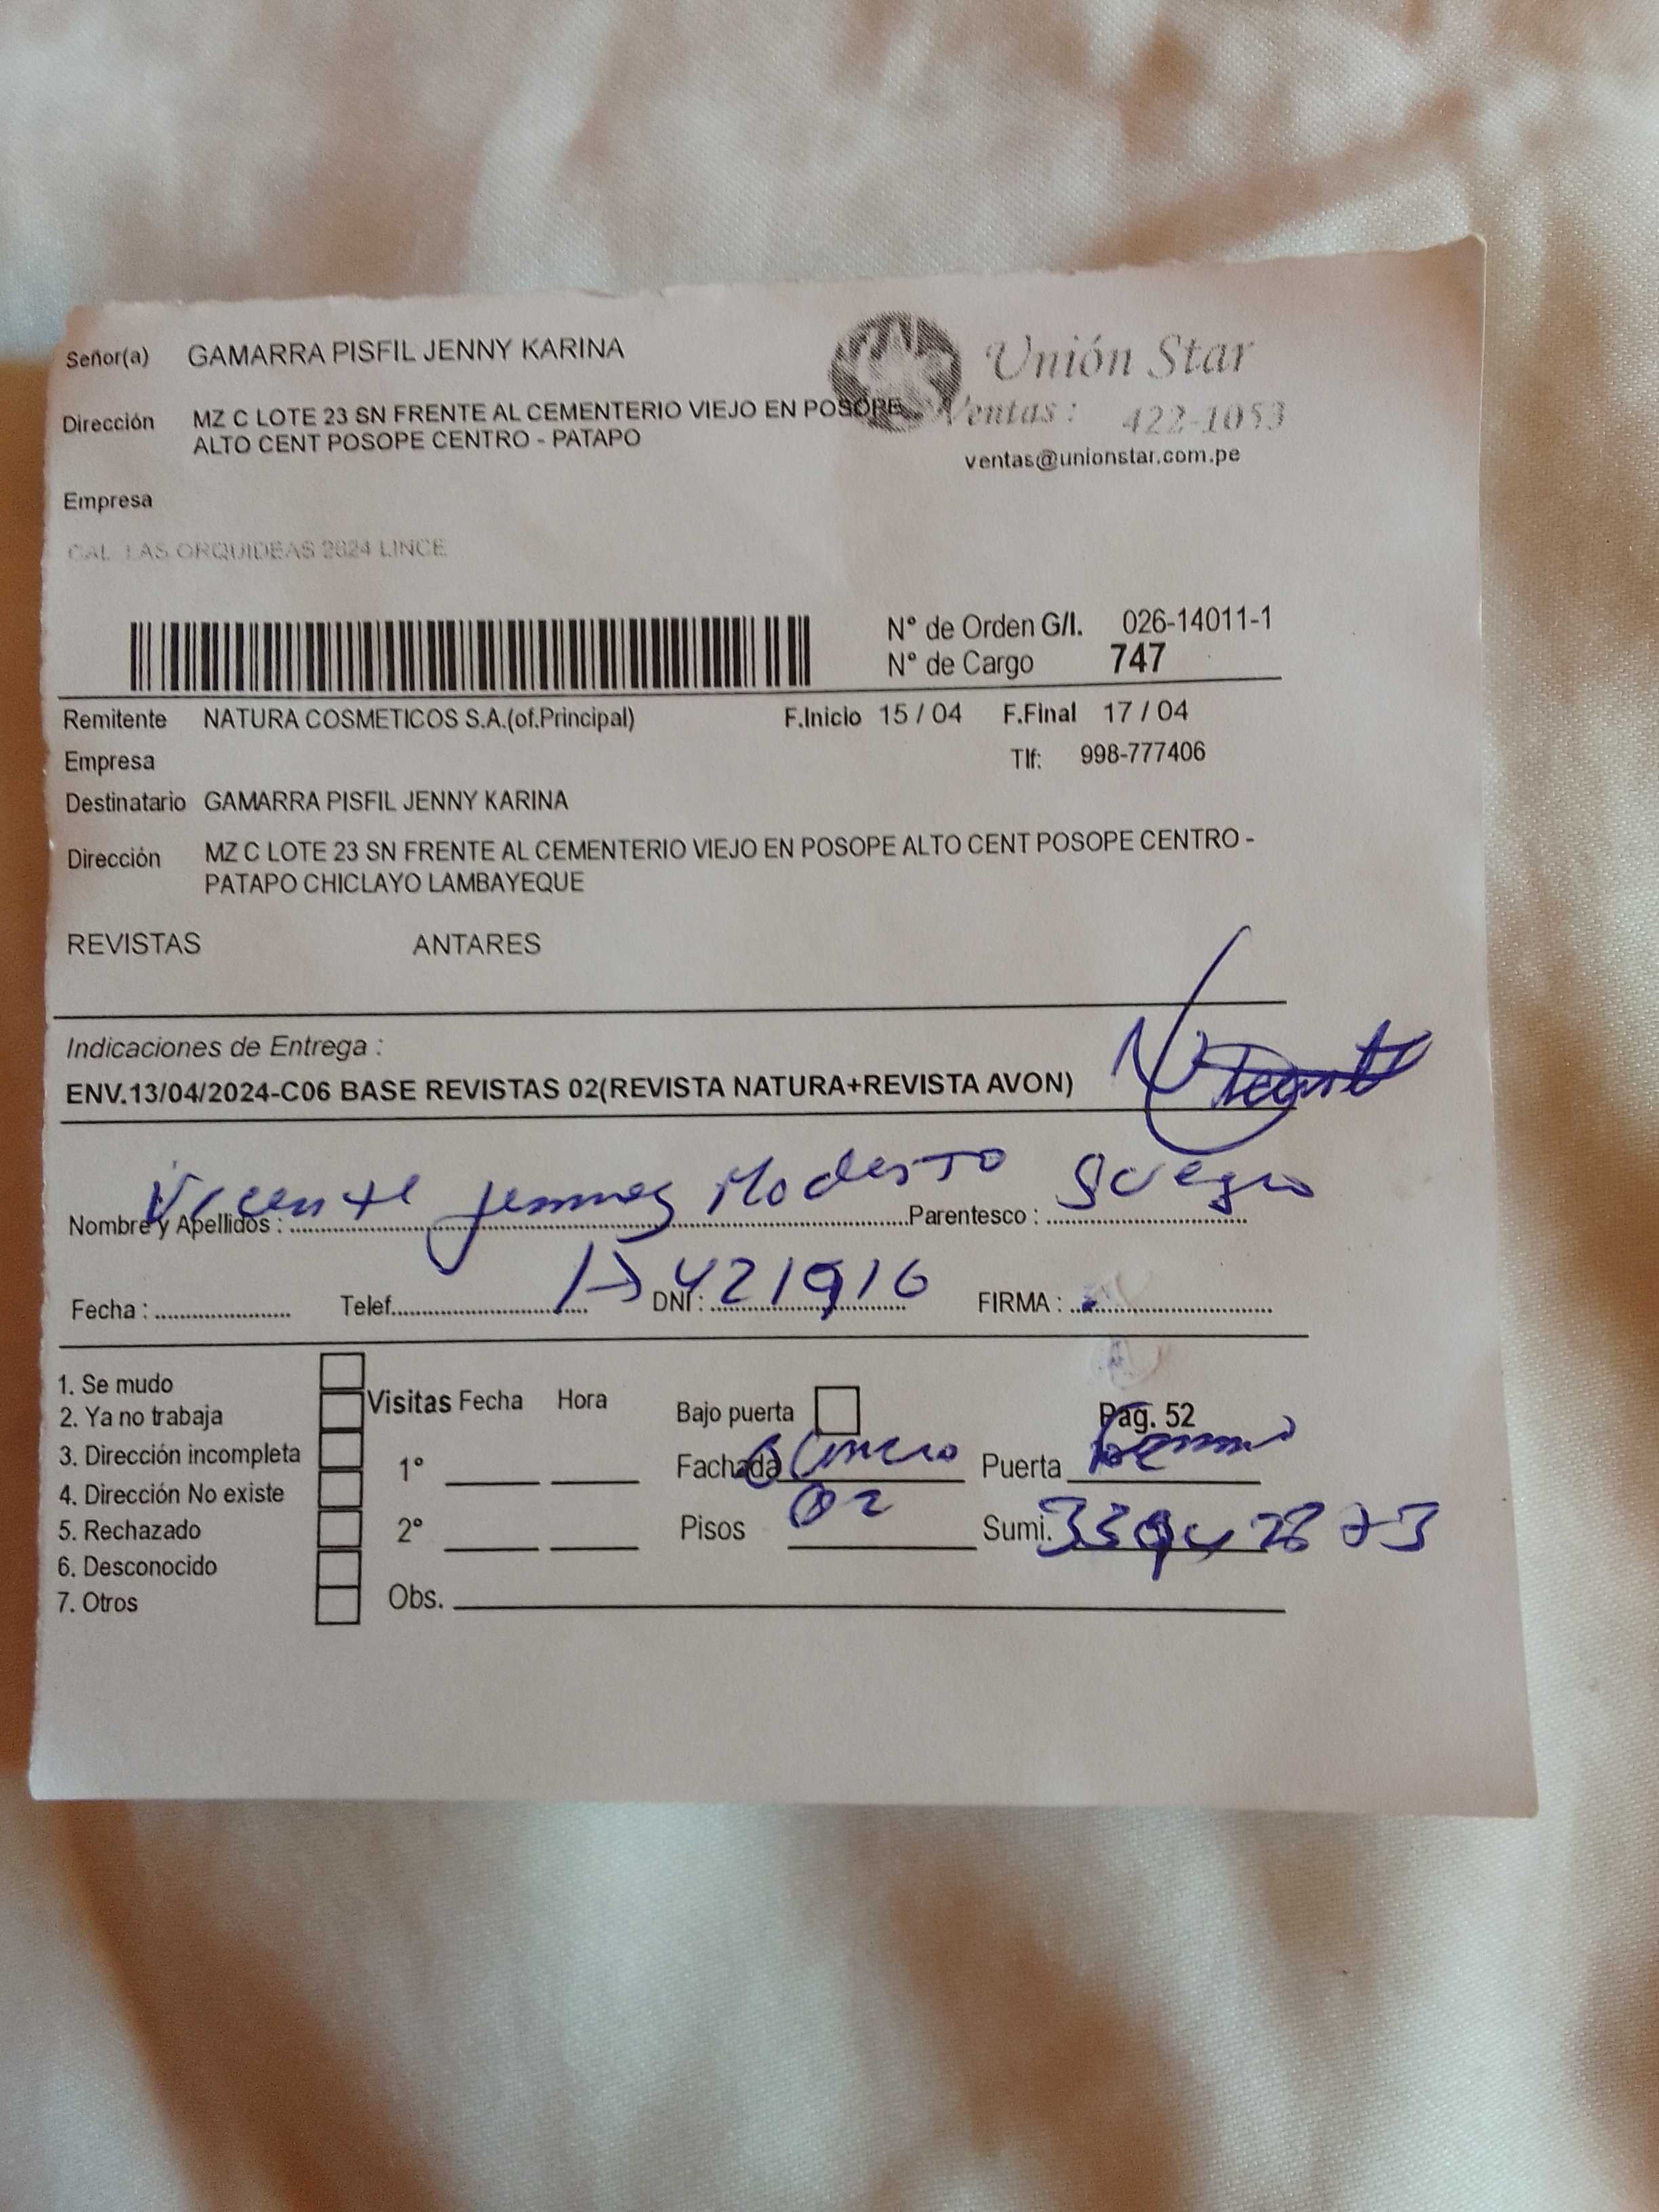 Señor(a) GAMARRA PISFIL JENNY KARINA
Unión Star
Dirección MZ C LOTE 23 SN FRENTE AL CEMENTERIO VIEJO EN POSOPE
Ventas : 422-1053
ALTO CENT POSOPE CENTRO - PATAPO
ventas@unionstar.com.pe
Empresa
CAL LAS ORQUIDEAS 2624 LINCE
N° de Orden G/I. 026-14011-1
N° de Cargo 747
Remitente NATURA COSMETICOS S.A.(of.Principal) F.Inicio 15 / 04 F.Final 17 / 04
Empresa Tlf: 998-777406
Destinatario GAMARRA PISFIL JENNY KARINA
Dirección MZ C LOTE 23 SN FRENTE AL CEMENTERIO VIEJO EN POSOPE ALTO CENT POSOPE CENTRO -
PATAPO CHICLAYO LAMBAYEQUE
REVISTAS ANTARES
Indicaciones de Entrega :
ENV.13/04/2024-C06 BASE REVISTAS 02(REVISTA NATURA+REVISTA AVON)
Nombre y Apellidos : Vicente Modesto Parentesco : Suegro
Fecha : Telef. DNI : FIRMA :
1. Se mudo
2. Ya no trabaja
3. Dirección incompleta
4. Dirección No existe
5. Rechazado
6. Desconocido
7. Otros
Visitas Fecha Hora
1°
2°
Bajo puerta Pag. 52
Fachada Puerta
Pisos 02 Sumi.
Obs.